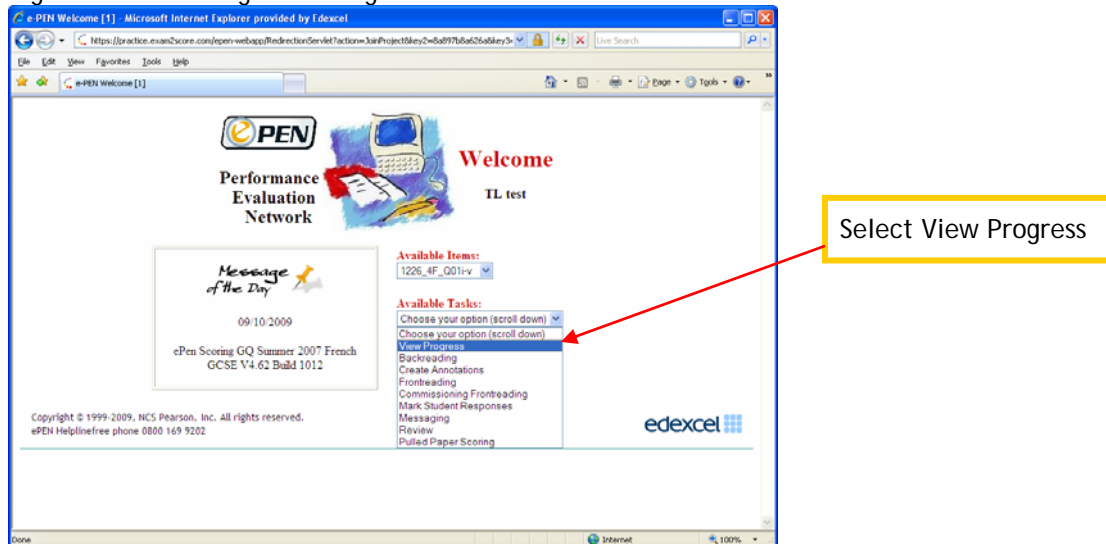 e-PEN Welcome [1] - Microsoft Internet Explorer provided by Edexcel
https://practice.exam2score.com/epen-webapp/RedirectionServlet?action=JoinProject&key2=8a897b8a626a&key3=
Live Search
File Edit View Favorites Tools Help
e-PEN Welcome [1]
Page Tools
ePEN
Performance
Evaluation
Network
Welcome
TL test
Select View Progress
Message
of the Day
09/10/2009
ePen Scoring GQ Summer 2007 French
GCSE V4.62 Build 1012
Available Items:
1226_4F_Q01i-v
Available Tasks:
Choose your option (scroll down)
Choose your option (scroll down)
View Progress
Backreading
Create Annotations
Frontreading
Commissioning Frontreading
Mark Student Responses
Messaging
Review
Pulled Paper Scoring
Copyright © 1999-2009, NCS Pearson, Inc. All rights reserved.
ePEN Helplinefree phone 0800 169 9202
edexcel
Done
Internet
100%